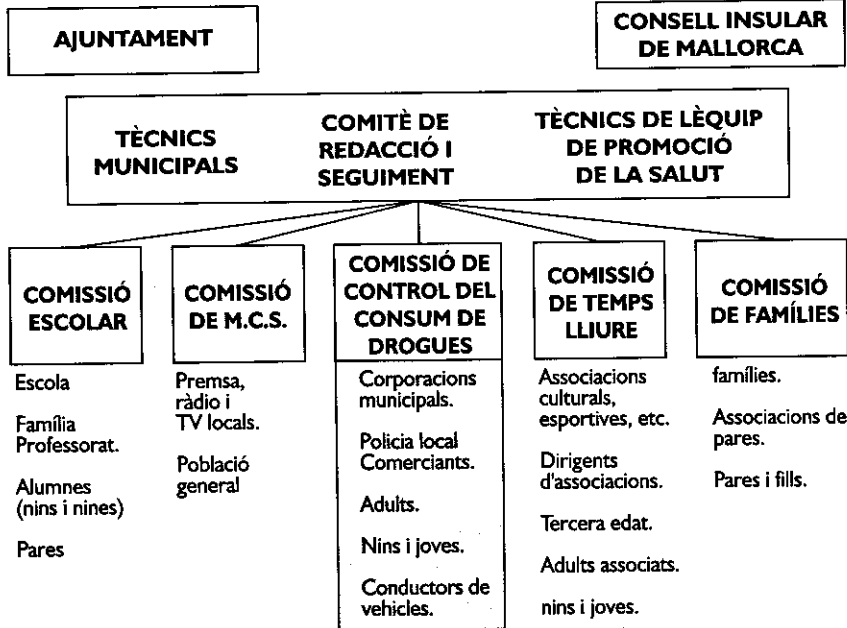 AJUNTAMENT
CONSELL INSULAR
DE MALLORCA
TÈCNICS
MUNICIPALS
COMITÈ DE
REDACCIÓ I
SEGUIMENT
TÈCNICS DE LÈQUIP
DE PROMOCIÓ
DE LA SALUT
COMISSIÓ
ESCOLAR
Escola
Família
Professorat.
Alumnes
(nins i nines)
Pares
COMISSIÓ
DE M.C.S.
Premsa,
ràdio i
TV locals.
Població
general
COMISSIÓ DE
CONTROL DEL
CONSUM DE
DROGUES
Corporacions
municipals.
Policia local
Comerciants.
Adults.
Nins i joves.
Conductors de
vehicles.
COMISSIÓ
DE TEMPS
LLIURE
Associacions
culturals,
esportives, etc.
Dirigents
d'associacions.
Tercera edat.
Adults associats.
nins i joves.
COMISSIÓ
DE FAMÍLIES
famílies.
Associacions de
pares.
Pares i fills.